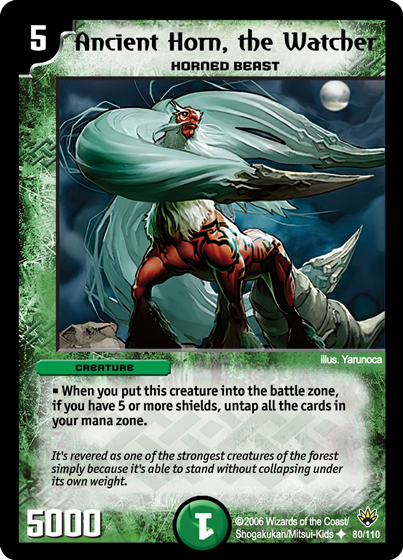 5 Ancient Horn, the Watcher
HORNED BEAST
illus. Yarunoca
CREATURE
▪ When you put this creature into the battle zone,
if you have 5 or more shields, untap all the cards in
your mana zone.
It's revered as one of the strongest creatures of the forest
simply because it's able to stand without collapsing under
its own weight.
5000
1
©2006 Wizards of the Coast/
Shogakukan/Mitsui-Kids ✦ 80/110